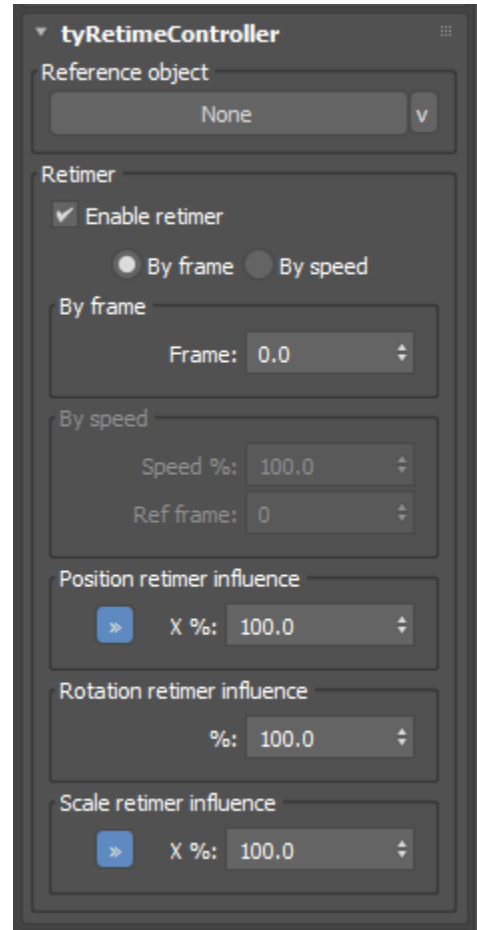 tyRetimeController
Reference object
None v
Retimer
Enable retimer
By frame By speed
By frame
Frame: 0.0
By speed
Speed %: 100.0
Ref frame: 0
Position retimer influence
» X %: 100.0
Rotation retimer influence
%: 100.0
Scale retimer influence
» X %: 100.0